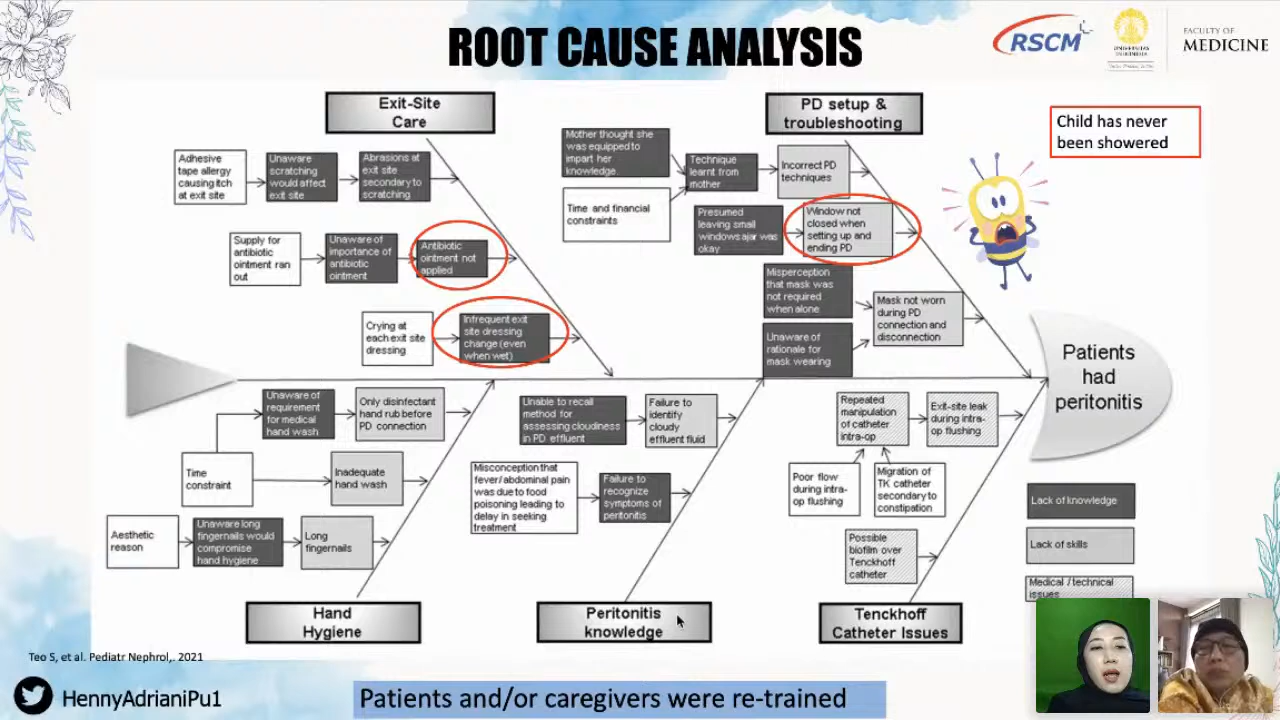 ROOT CAUSE ANALYSIS
RSCM
UNIVERSITAS
INDONESIA
FACULTY OF
MEDICINE
Exit-Site
Care
PD setup &
troubleshooting
Child has never
been showered
Adhesive
tape allergy
causing itch
at exit site
Unaware
scratching
would affect
exit site
Abrasions at
exit site
secondary to
scratching
Mother thought she
was equipped to
impart her
knowledge.
Time and financial
constraints
Technique
learnt from
mother
Incorrect PD
techniques
Supply for
antibiotic
ointment ran
out
Unaware of
importance of
antibiotic
ointment
Antibiotic
ointment not
applied
Presumed
leaving small
windows ajar was
okay
Window not
closed when
setting up and
ending PD
Crying at
each exit site
dressing
Infrequent exit
site dressing
change (even
when wet)
Misperception
that mask was
not required
when alone
Unaware of
rationale for
mask wearing
Mask not worn
during PD
connection and
disconnection
Patients
had
peritonitis
Unaware of
requirement
for medical
hand wash
Only disinfectant
hand rub before
PD connection
Time
constraint
Inadequate
hand wash
Aesthetic
reason
Unaware long
fingernails would
compromise
hand hygiene
Long
fingernails
Unable to recall
method for
assessing cloudiness
in PD effluent
Failure to
identify
cloudy
effluent fluid
Misconception that
fever/abdominal pain
was due to food
poisoning leading to
delay in seeking
treatment
Failure to
recognize
symptoms of
peritonitis
Repeated
manipulation
of catheter
intra-op
Exit-site leak
during intra-
op flushing
Poor flow
during intra-
op flushing
Migration of
TK catheter
secondary to
constipation
Possible
biofilm over
Tenckhoff
catheter
Lack of knowledge
Lack of skills
Medical / technical
issues
Hand
Hygiene
Peritonitis
knowledge
Tenckhoff
Catheter Issues
Teo S, et al. Pediatr Nephrol,. 2021
HennyAdrianiPu1
Patients and/or caregivers were re-trained